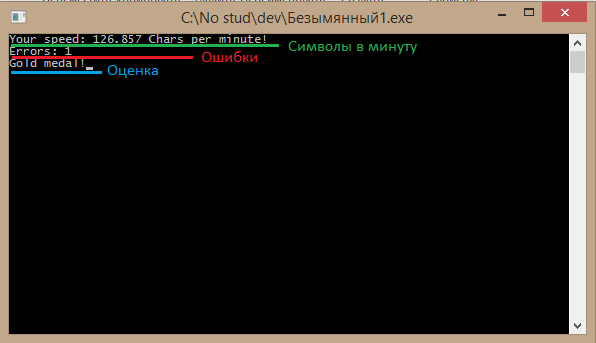 C:\No stud\dev\Безымянный1.exe
Your speed: 126.857 Chars per minute!
Символы в минуту
Errors: 1
Ошибки
Gold medal!
Оценка